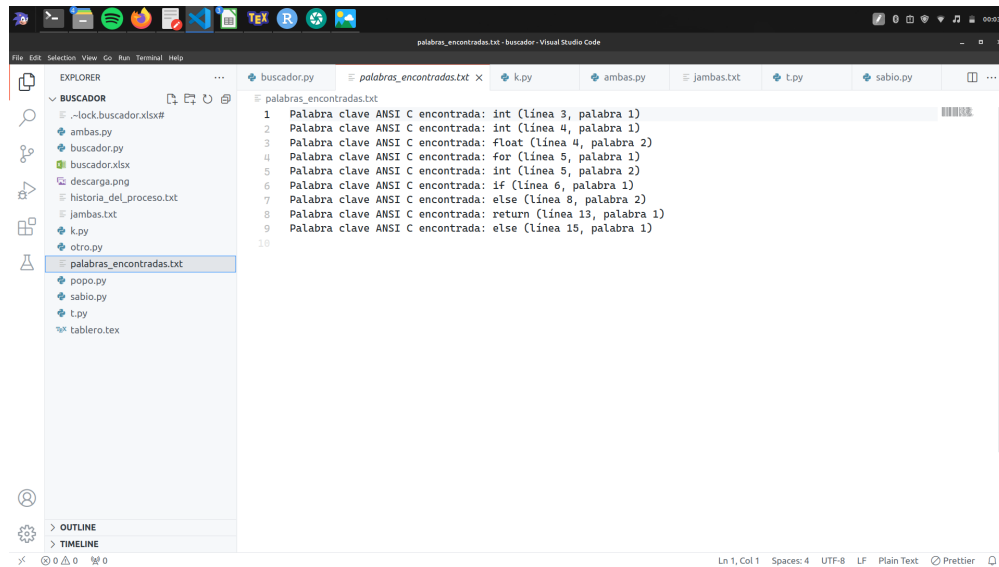 TEX R
0 00:03
palabras_encontradas.txt - buscador - Visual Studio Code
File Edit Selection View Go Run Terminal Help
EXPLORER
buscador.py palabras_encontradas.txt k.py ambas.py jambas.txt t.py sabio.py
BUSCADOR
palabras_encontradas.txt
.~lock.buscador.xlsx#
ambas.py
buscador.py
buscador.xlsx
descarga.png
historia_del_proceso.txt
jambas.txt
k.py
otro.py
palabras_encontradas.txt
popo.py
sabio.py
t.py
TEX tablero.tex
1 Palabra clave ANSI C encontrada: int (línea 3, palabra 1)
2 Palabra clave ANSI C encontrada: int (línea 4, palabra 1)
3 Palabra clave ANSI C encontrada: float (línea 4, palabra 2)
4 Palabra clave ANSI C encontrada: for (línea 5, palabra 1)
5 Palabra clave ANSI C encontrada: int (línea 5, palabra 2)
6 Palabra clave ANSI C encontrada: if (línea 6, palabra 1)
7 Palabra clave ANSI C encontrada: else (línea 8, palabra 2)
8 Palabra clave ANSI C encontrada: return (línea 13, palabra 1)
9 Palabra clave ANSI C encontrada: else (línea 15, palabra 1)
10
OUTLINE
TIMELINE
0 0 0 Ln 1, Col 1 Spaces: 4 UTF-8 LF Plain Text Prettier